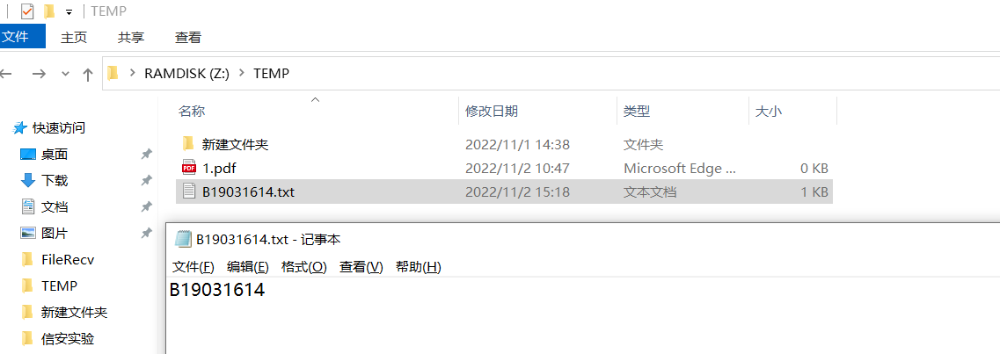 TEMP
文件 主页 共享 查看
RAMDISK (Z:) TEMP
名称 修改日期 类型 大小
快速访问
桌面
下载
文档
图片
FileRecv
TEMP
新建文件夹
信安实验
新建文件夹 2022/11/1 14:38 文件夹
1.pdf 2022/11/2 10:47 Microsoft Edge ... 0 KB
B19031614.txt 2022/11/2 15:18 文本文档 1 KB
B19031614.txt - 记事本
文件(F) 编辑(E) 格式(O) 查看(V) 帮助(H)
B19031614